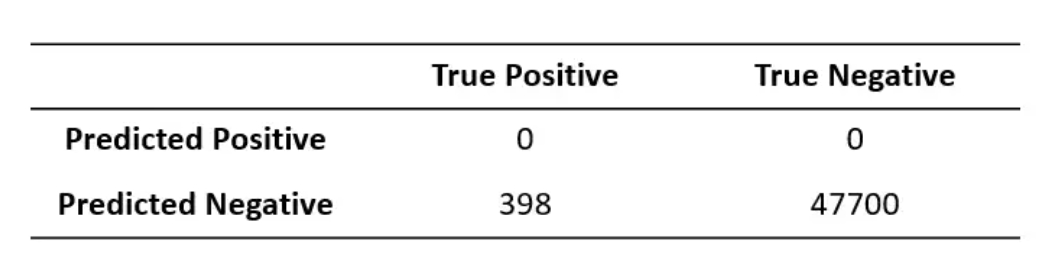 True Positive True Negative
Predicted Positive 0 0
Predicted Negative 398 47700